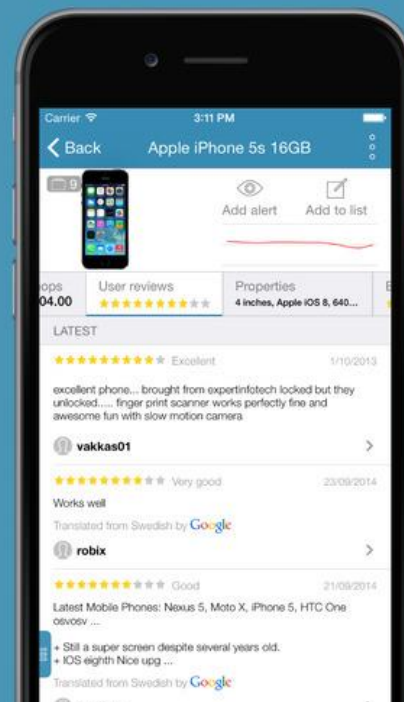 Carrier 3:11 PM
Back Apple iPhone 5s 16GB
9
Add alert Add to list
ops User reviews Properties
04.00 4 inches, Apple iOS 8, 640...
LATEST
Excellent 1/10/2013
excellent phone... brought from expertinfotech locked but they
unlocked..... finger print scanner works perfectly fine and
awesome fun with slow motion camera
vakkas01
Very good 23/09/2014
Works well
Translated from Swedish by Google
robix
Good 21/09/2014
Latest Mobile Phones: Nexus 5, Moto X, iPhone 5, HTC One
osvosv ...
+ Still a super screen despite several years old.
+ IOS eighth Nice upg ...
Translated from Swedish by Google